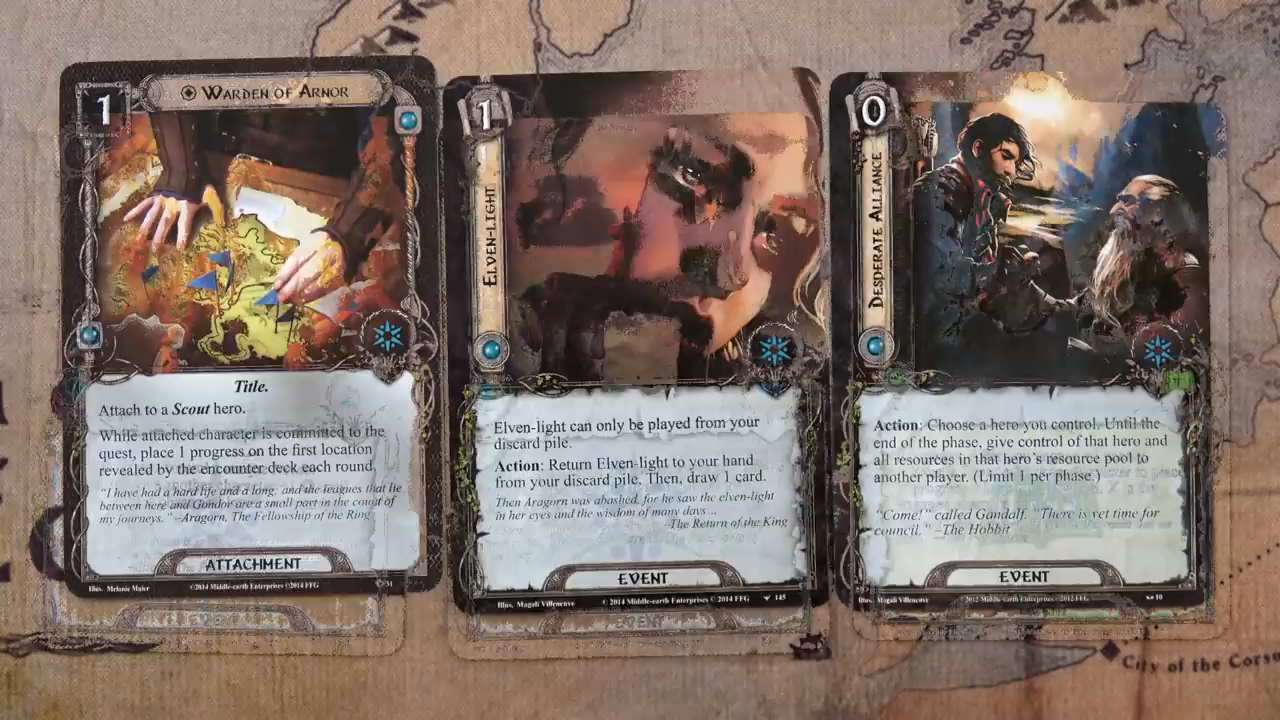 1
WARDEN OF ARNOR
Title.
Attach to a Scout hero.
While attached character is committed to the
quest, place 1 progress on the first location
revealed by the encounter deck each round.
"I have had a hard life and a long; and the leagues that lie
between here and Gondor are a small part in the count of
my journeys." –Aragorn, The Fellowship of the Ring
ATTACHMENT
Illus. Melanie Maier ©2014 Middle-earth Enterprises ©2014 FFG 31
1
ELVEN-LIGHT
Elven-light can only be played from your
discard pile.
Action: Return Elven-light to your hand
from your discard pile. Then, draw 1 card.
Then Aragorn was abashed, for he saw the elven-light
in her eyes and the wisdom of many days...
–The Return of the King
EVENT
Illus. Magali Villeneuve © 2014 Middle-earth Enterprises © 2014 FFG 145
0
DESPERATE ALLIANCE
Action: Choose a hero you control. Until the
end of the phase, give control of that hero and
all resources in that hero's resource pool to
another player. (Limit 1 per phase.)
"Come!" called Gandalf. "There is yet time for
council." –The Hobbit
EVENT
Illus. Magali Villeneuve ©2012 Middle-earth Enterprises ©2012 FFG 10
City of the Corsa